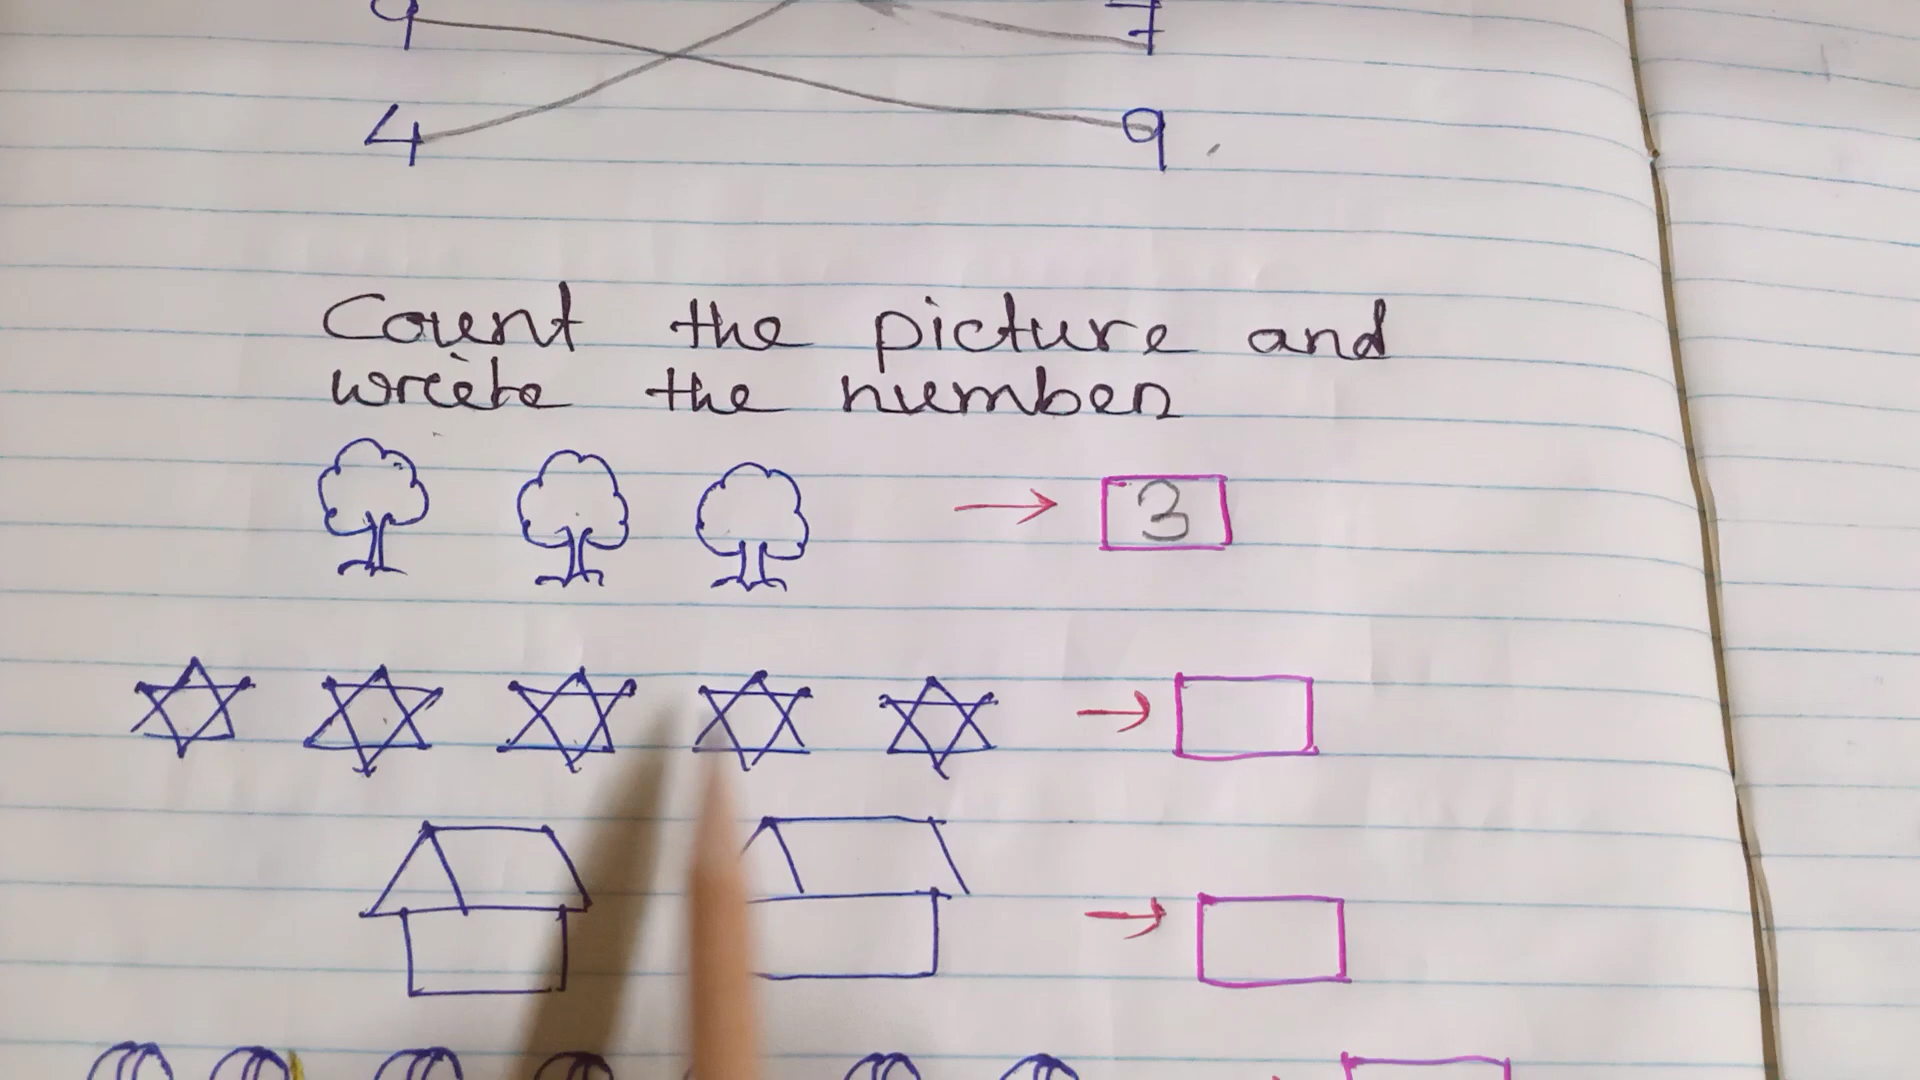 9 7
4 9
Count the picture and
write the number
3